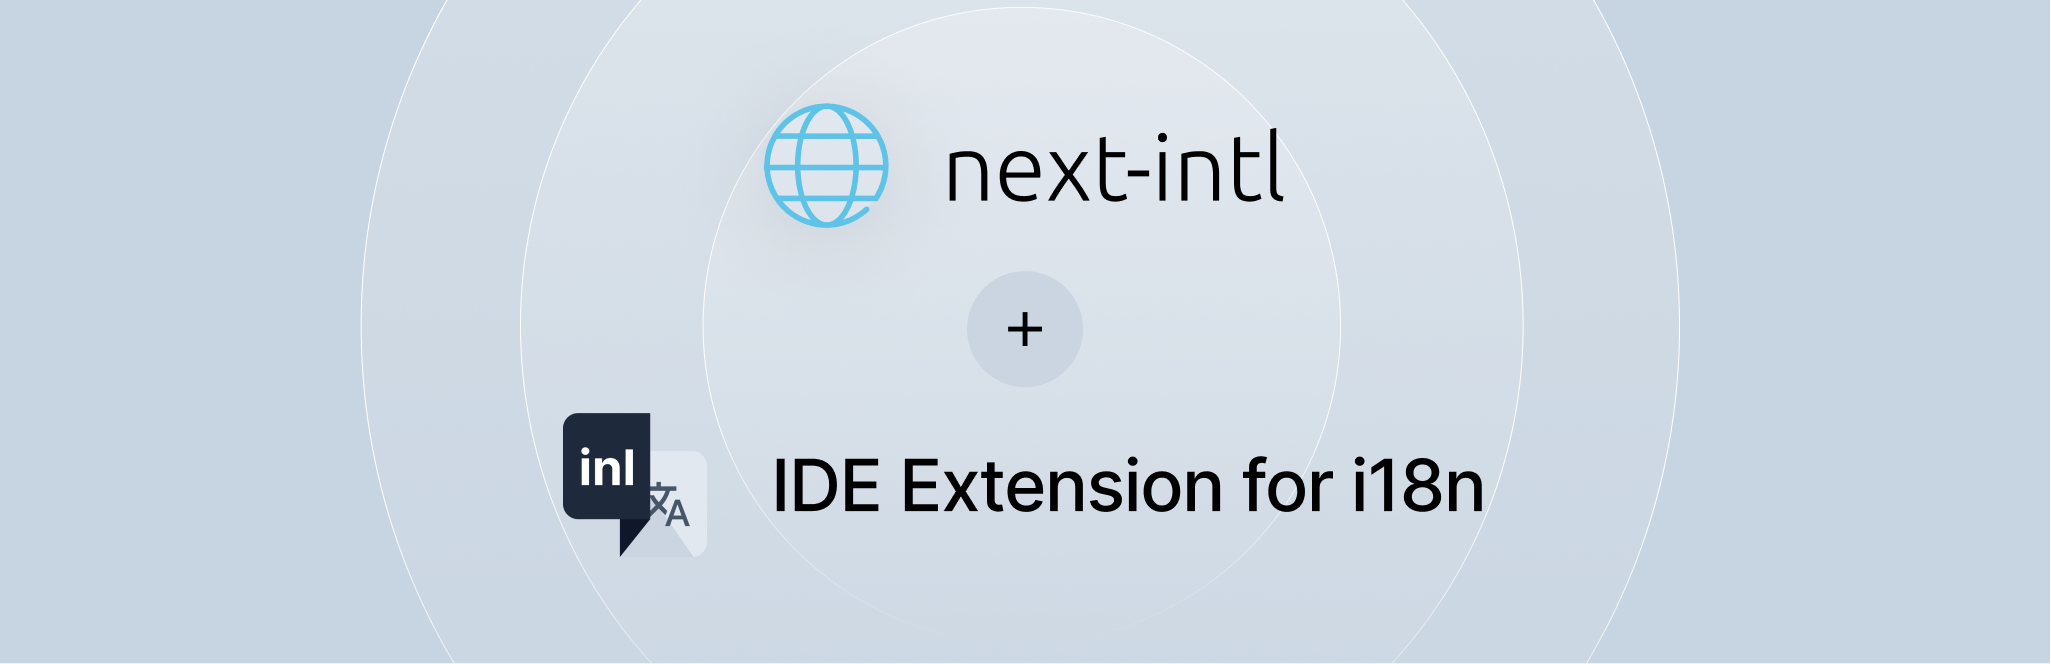 next-intl
+
inl
文A
IDE Extension for i18n